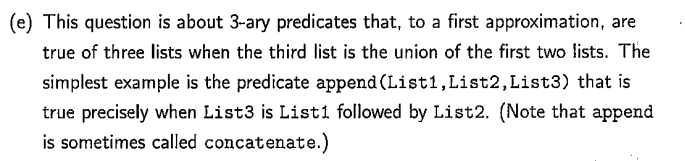 (e) This question is about 3-ary predicates that, to a first approximation, are
true of three lists when the third list is the union of the first two lists. The
simplest example is the predicate append(List1,List2,List3) that is
true precisely when List3 is List1 followed by List2. (Note that append
is sometimes called concatenate.)